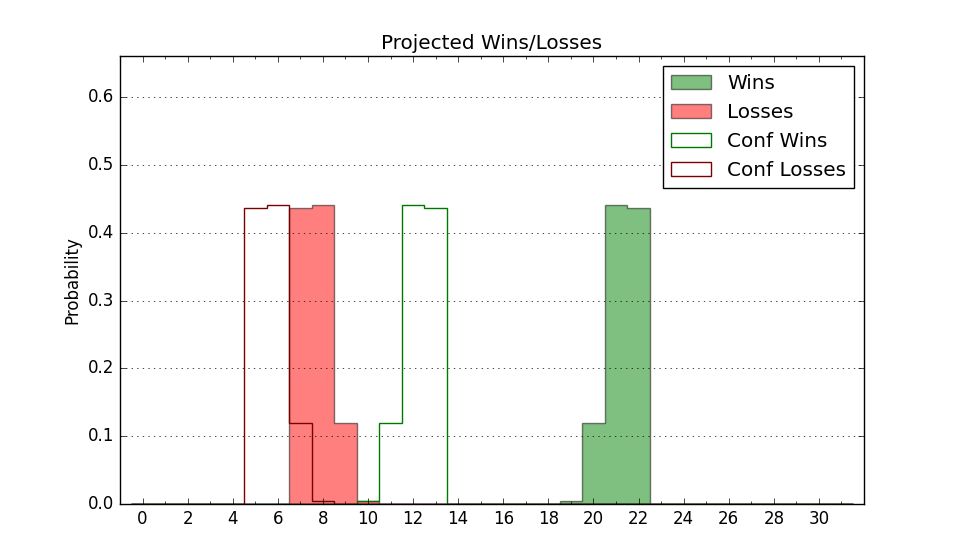 Projected Wins/Losses
Wins
Losses
Conf Wins
Conf Losses
Probability
0.6
0.5
0.4
0.3
0.2
0.1
0.0
0 2 4 6 8 10 12 14 16 18 20 22 24 26 28 30